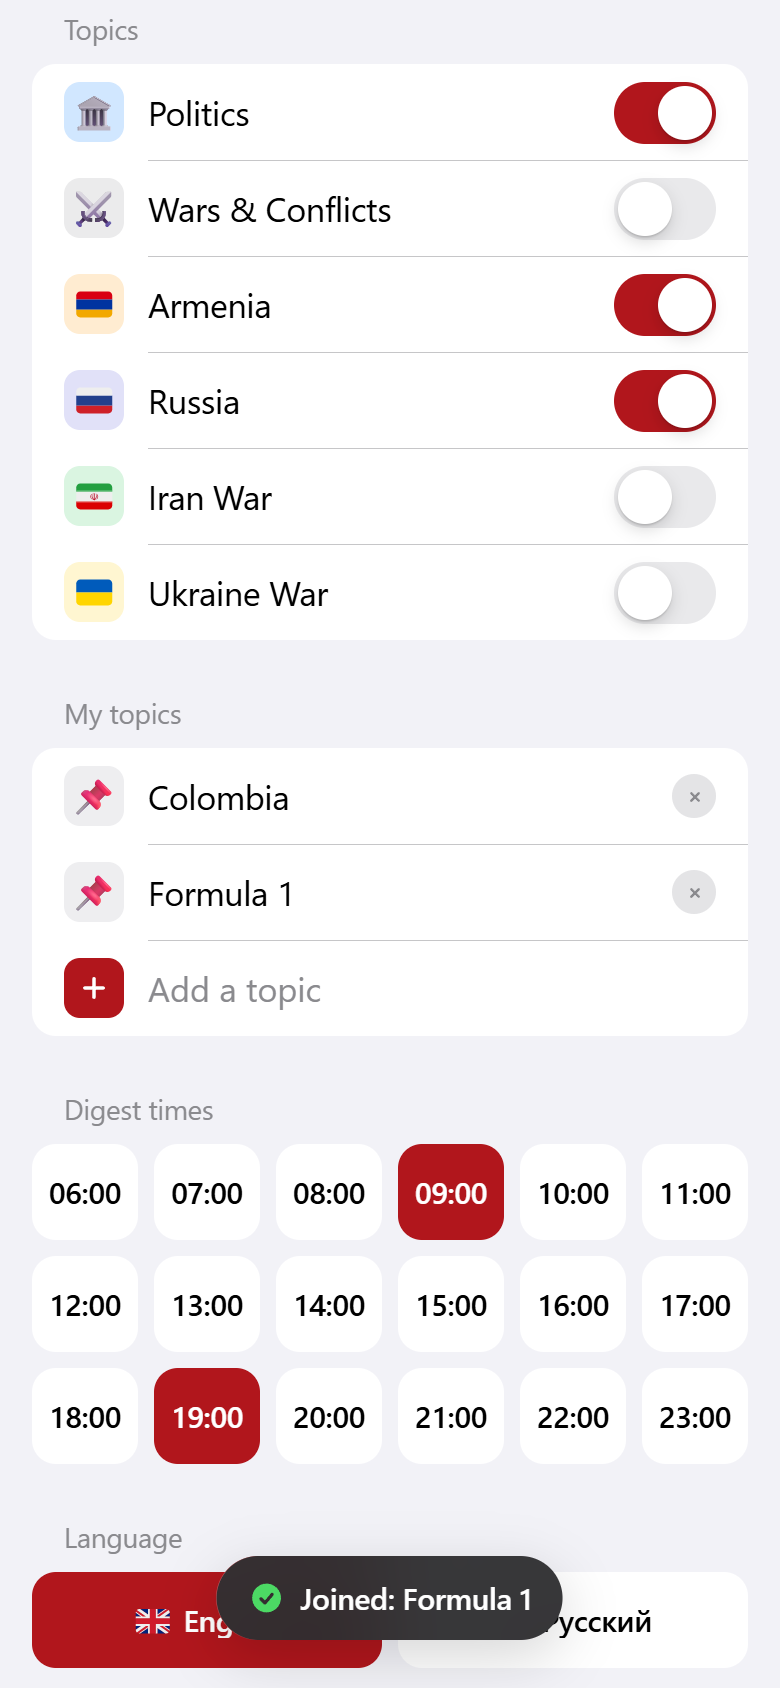 Topics
Politics
Wars & Conflicts
Armenia
Russia
Iran War
Ukraine War
My topics
Colombia
Formula 1
Add a topic
Digest times
06:00 07:00 08:00 09:00 10:00 11:00
12:00 13:00 14:00 15:00 16:00 17:00
18:00 19:00 20:00 21:00 22:00 23:00
Language
Joined: Formula 1
Eng Русский